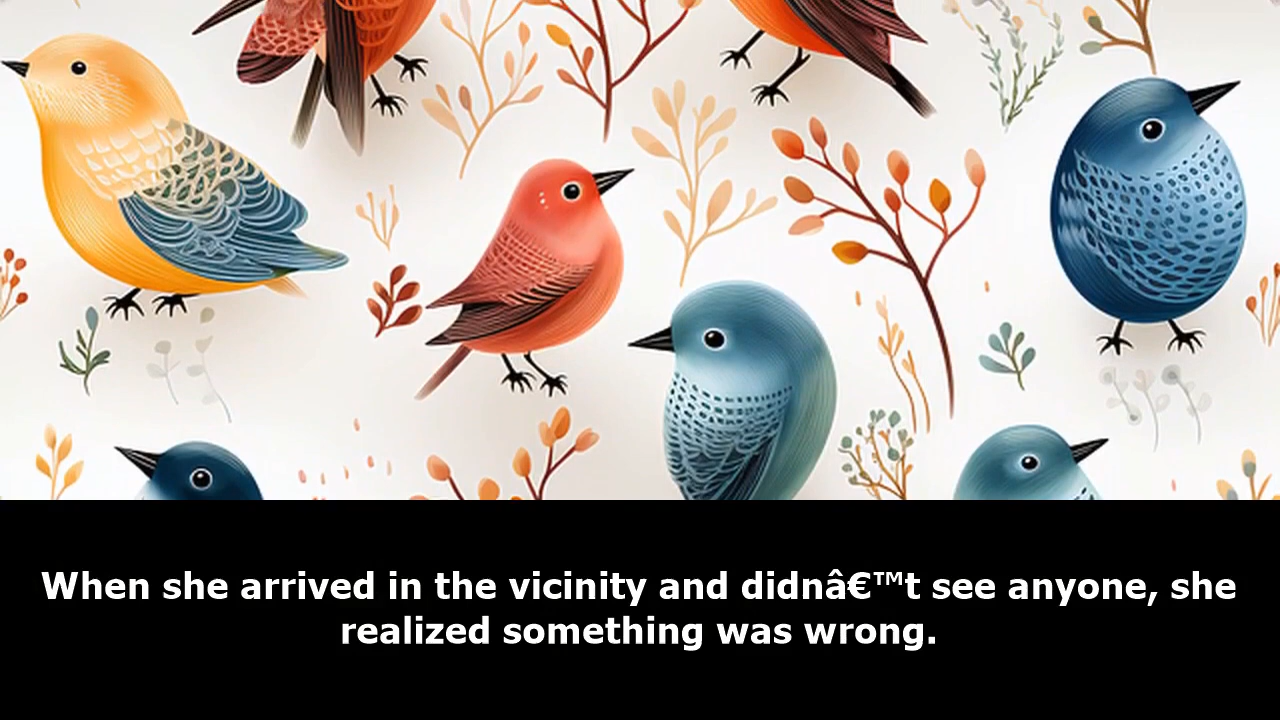 When she arrived in the vicinity and didnâ€™t see anyone, she
realized something was wrong.